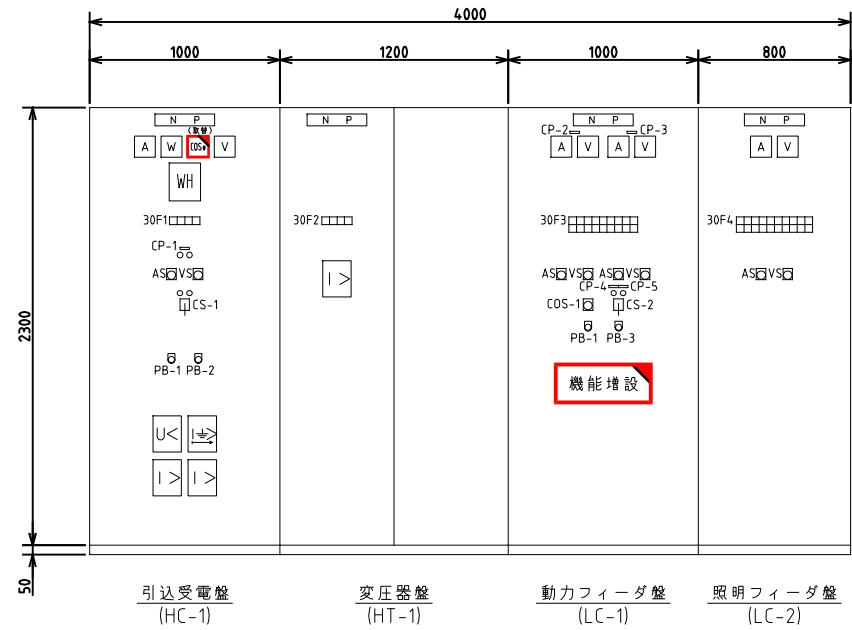 4000
1000 1200 1000 800
N P N P N P N P
(取替)
CP-2 CP-3
A W COSφ V A V A V A V
WH
30F1 30F2 30F3 30F4
CP-1
AS VS AS VS AS VS AS VS
I>
CP-4 CP-5
CS-1 COS-1 CS-2
2300
PB-1 PB-3
PB-1 PB-2
機能増設
U< I>
I> I>
50
引込受電盤 変圧器盤 動力フィーダ盤 照明フィーダ盤
(HC-1) (HT-1) (LC-1) (LC-2)